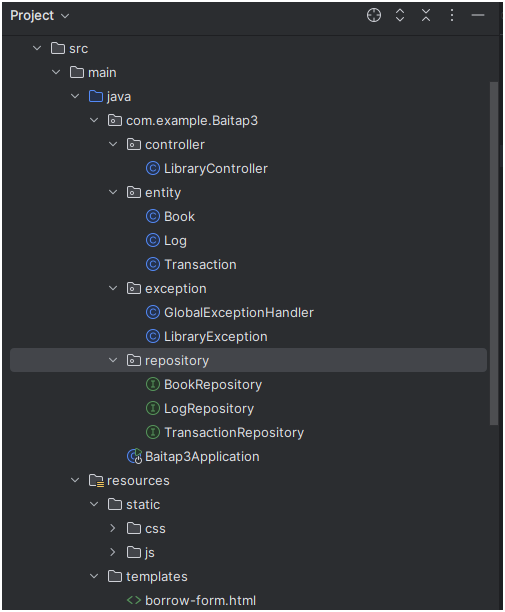 Project
src
main
java
com.example.Baitap3
controller
LibraryController
entity
Book
Log
Transaction
exception
GlobalExceptionHandler
LibraryException
repository
BookRepository
LogRepository
TransactionRepository
Baitap3Application
resources
static
css
js
templates
borrow-form.html